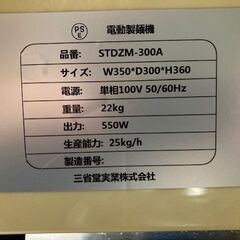 PSE 電動製麺機
品番: STDZM-300A
サイズ: W350*D300*H360
電源: 単相100V 50/60Hz
重量: 22kg
出力: 550W
生産能力: 25kg/h
製造番号:
三省堂実業株式会社